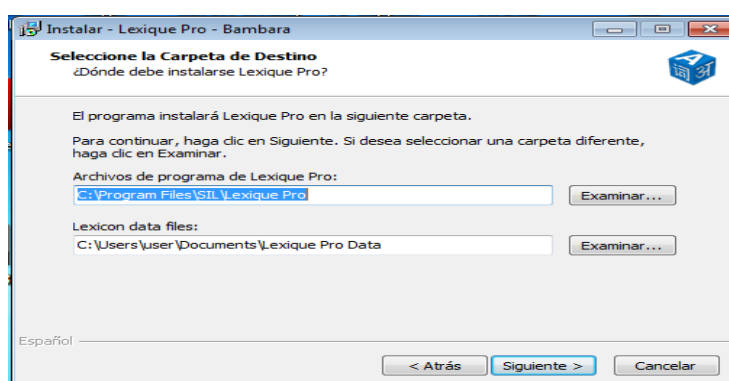 Instalar - Lexique Pro - Bambara
Seleccione la Carpeta de Destino
¿Dónde debe instalarse Lexique Pro?
A
词 अ
El programa instalará Lexique Pro en la siguiente carpeta.
Para continuar, haga clic en Siguiente. Si desea seleccionar una carpeta diferente,
haga clic en Examinar.
Archivos de programa de Lexique Pro:
C:\Program Files\SIL\Lexique Pro Examinar...
Lexicon data files:
C:\Users\user\Documents\Lexique Pro Data Examinar...
Español
< Atrás Siguiente > Cancelar